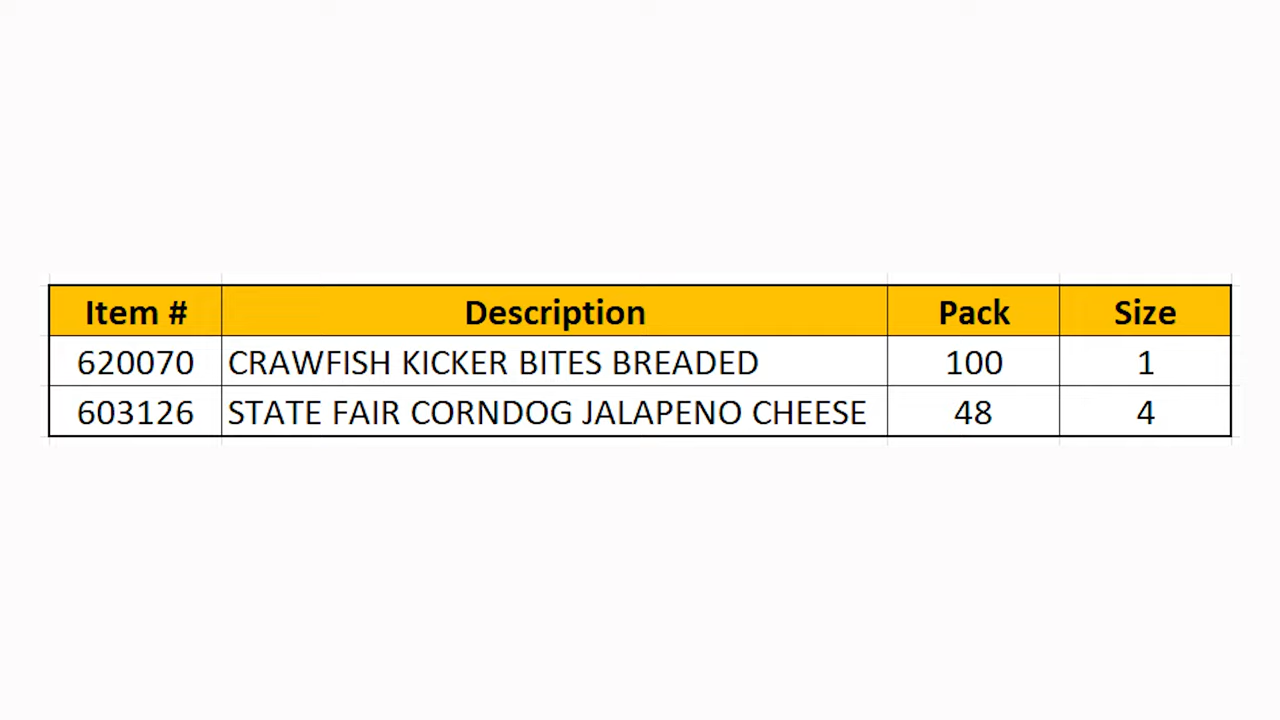 Item # Description Pack Size
620070 CRAWFISH KICKER BITES BREADED 100 1
603126 STATE FAIR CORNDOG JALAPENO CHEESE 48 4